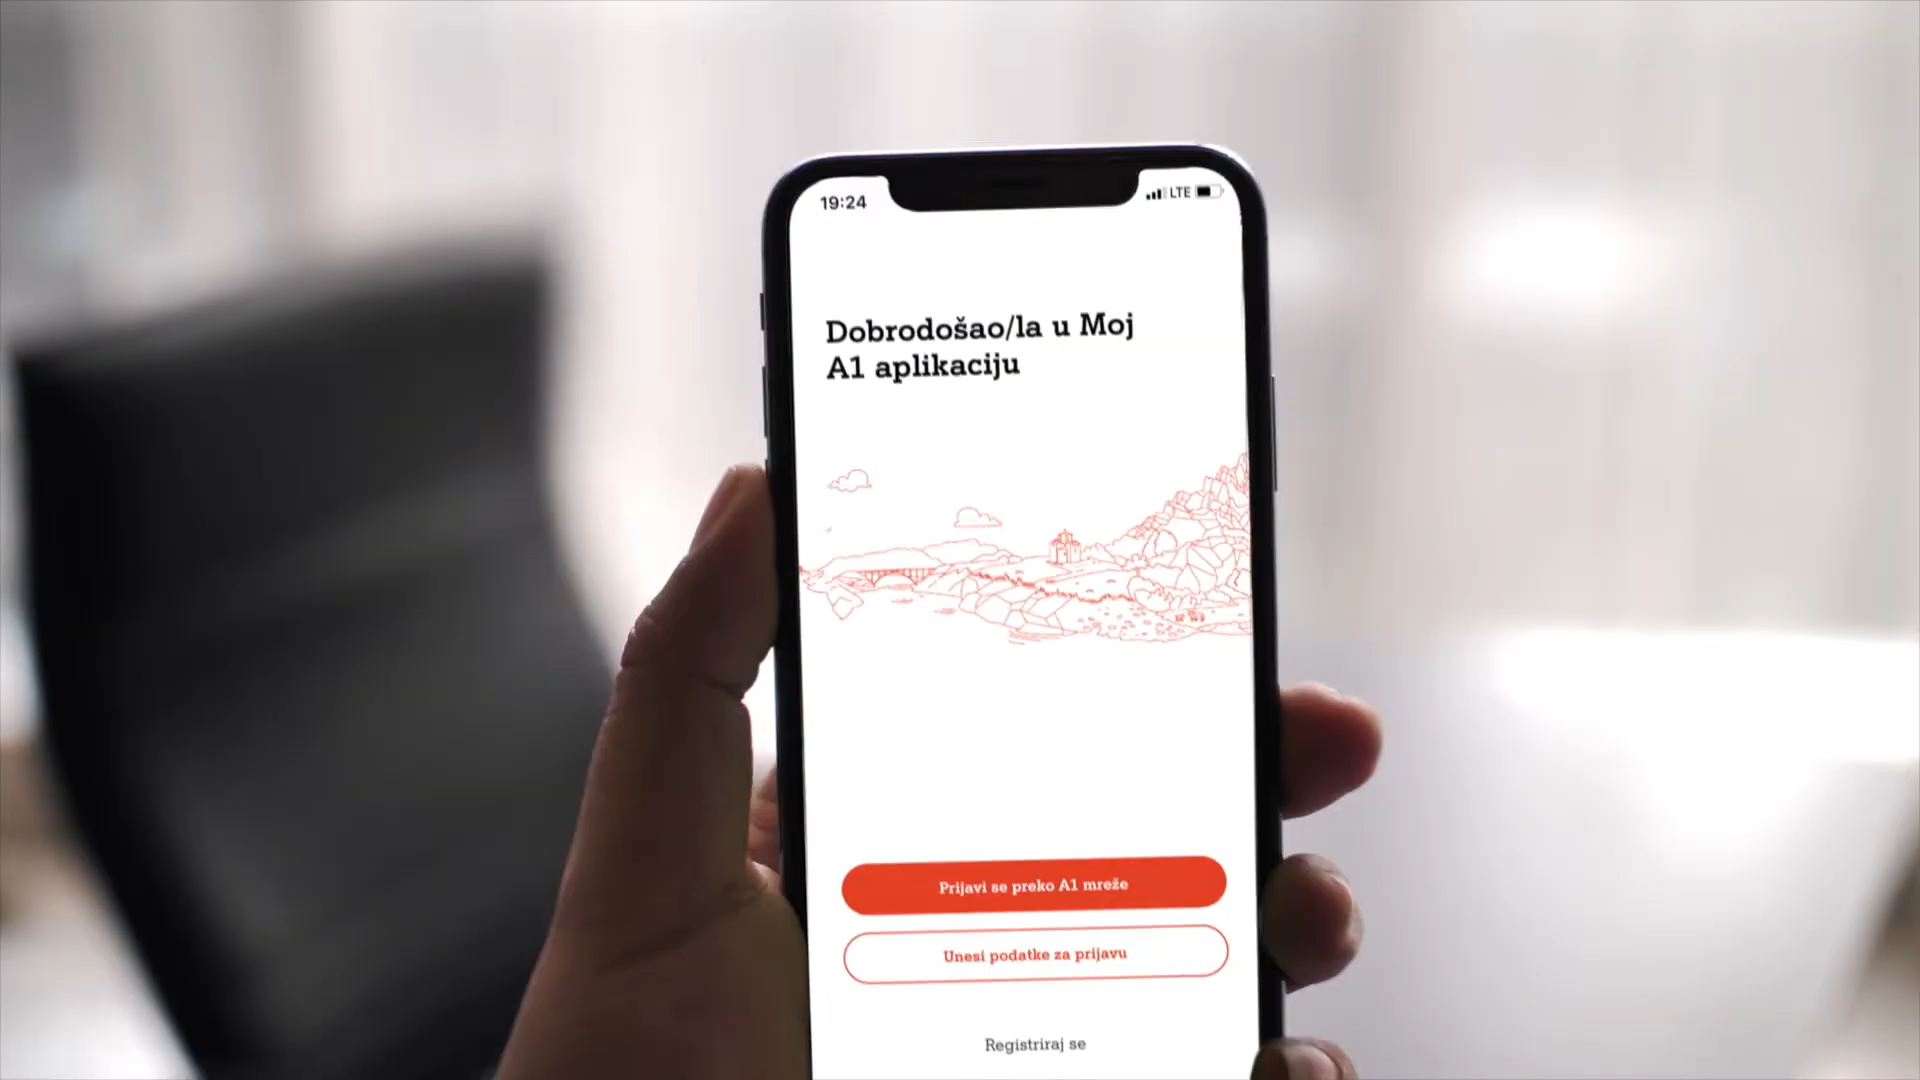 19:24
LTE
Dobrodošao/la u Moj
A1 aplikaciju
Prijavi se preko A1 mreže
Unesi podatke za prijavu
Registriraj se